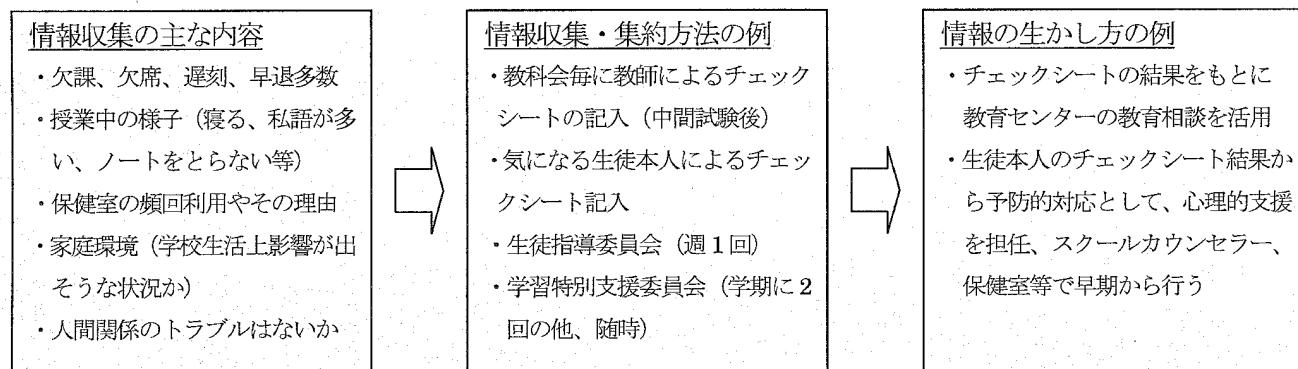 情報収集の主な内容
・欠課、欠席、遅刻、早退多数
・授業中の様子（寝る、私語が多
い、ノートをとらない等）
・保健室の頻回利用やその理由
・家庭環境（学校生活上影響が出
そうな状況か）
・人間関係のトラブルはないか
情報収集・集約方法の例
・教科会毎に教師によるチェック
シートの記入（中間試験後）
・気になる生徒本人によるチェッ
クシート記入
・生徒指導委員会（週1回）
・学習特別支援委員会（学期に2
回の他、随時）
情報の生かし方の例
・チェックシートの結果をもとに
教育センターの教育相談を活用
・生徒本人のチェックシート結果か
ら予防的対応として、心理的支援
を担任、スクールカウンセラー、
保健室等で早期から行う